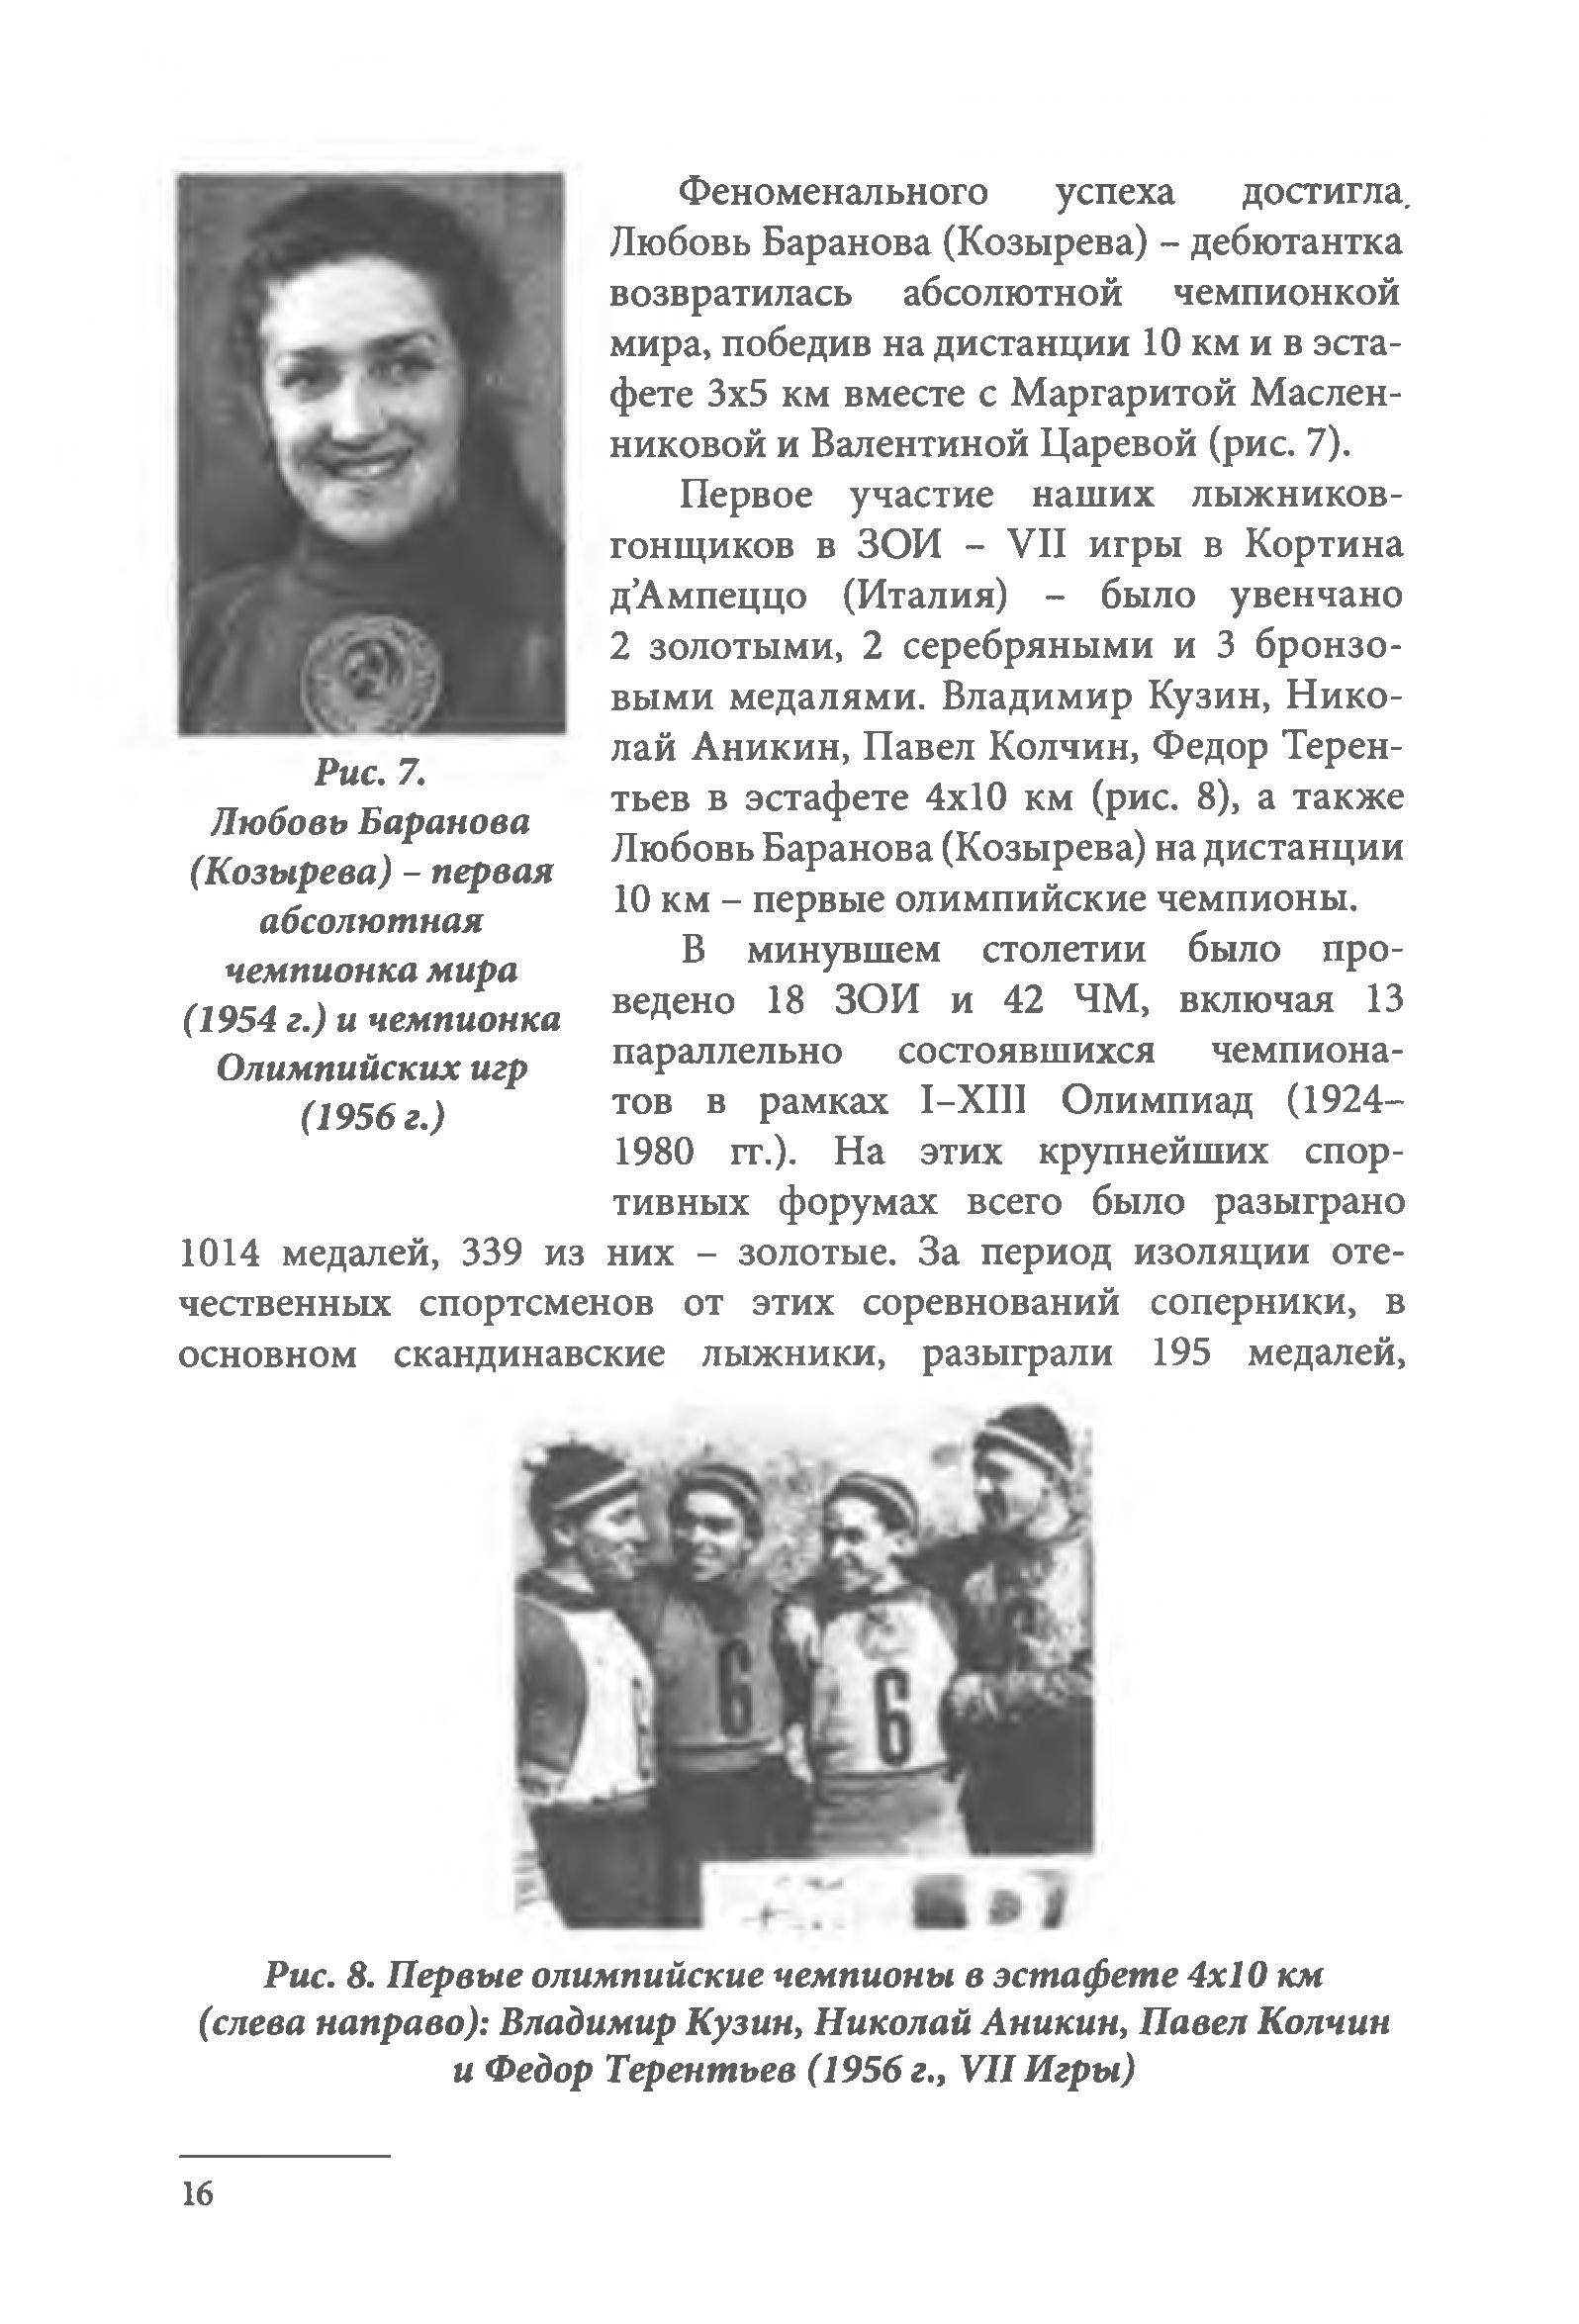 Феноменального успеха достигла
Любовь Баранова (Козырева) – дебютантка
возвратилась абсолютной чемпионкой
мира, победив на дистанции 10 км и в эста-
фете 3х5 км вместе с Маргаритой Маслен-
никовой и Валентиной Царевой (рис. 7).
Первое участие наших лыжников-
гонщиков в ЗОИ – VII игры в Кортина
д’Ампеццо (Италия) – было увенчано
2 золотыми, 2 серебряными и 3 бронзо-
выми медалями. Владимир Кузин, Нико-
лай Аникин, Павел Колчин, Федор Терен-
тьев в эстафете 4х10 км (рис. 8), а также
Любовь Баранова (Козырева) на дистанции
10 км – первые олимпийские чемпионы.
В минувшем столетии было про-
ведено 18 ЗОИ и 42 ЧМ, включая 13
параллельно состоявшихся чемпиона-
тов в рамках I–XIII Олимпиад (1924–
1980 гг.). На этих крупнейших спор-
тивных форумах всего было разыграно
1014 медалей, 339 из них – золотые. За период изоляции оте-
чественных спортсменов от этих соревнований соперники, в
основном скандинавские лыжники, разыграли 195 медалей,
Рис. 7.
Любовь Баранова
(Козырева) – первая
абсолютная
чемпионка мира
(1954 г.) и чемпионка
Олимпийских игр
(1956 г.)
6
6
Рис. 8. Первые олимпийские чемпионы в эстафете 4х10 км
(слева направо): Владимир Кузин, Николай Аникин, Павел Колчин
и Федор Терентьев (1956 г., VII Игры)
16